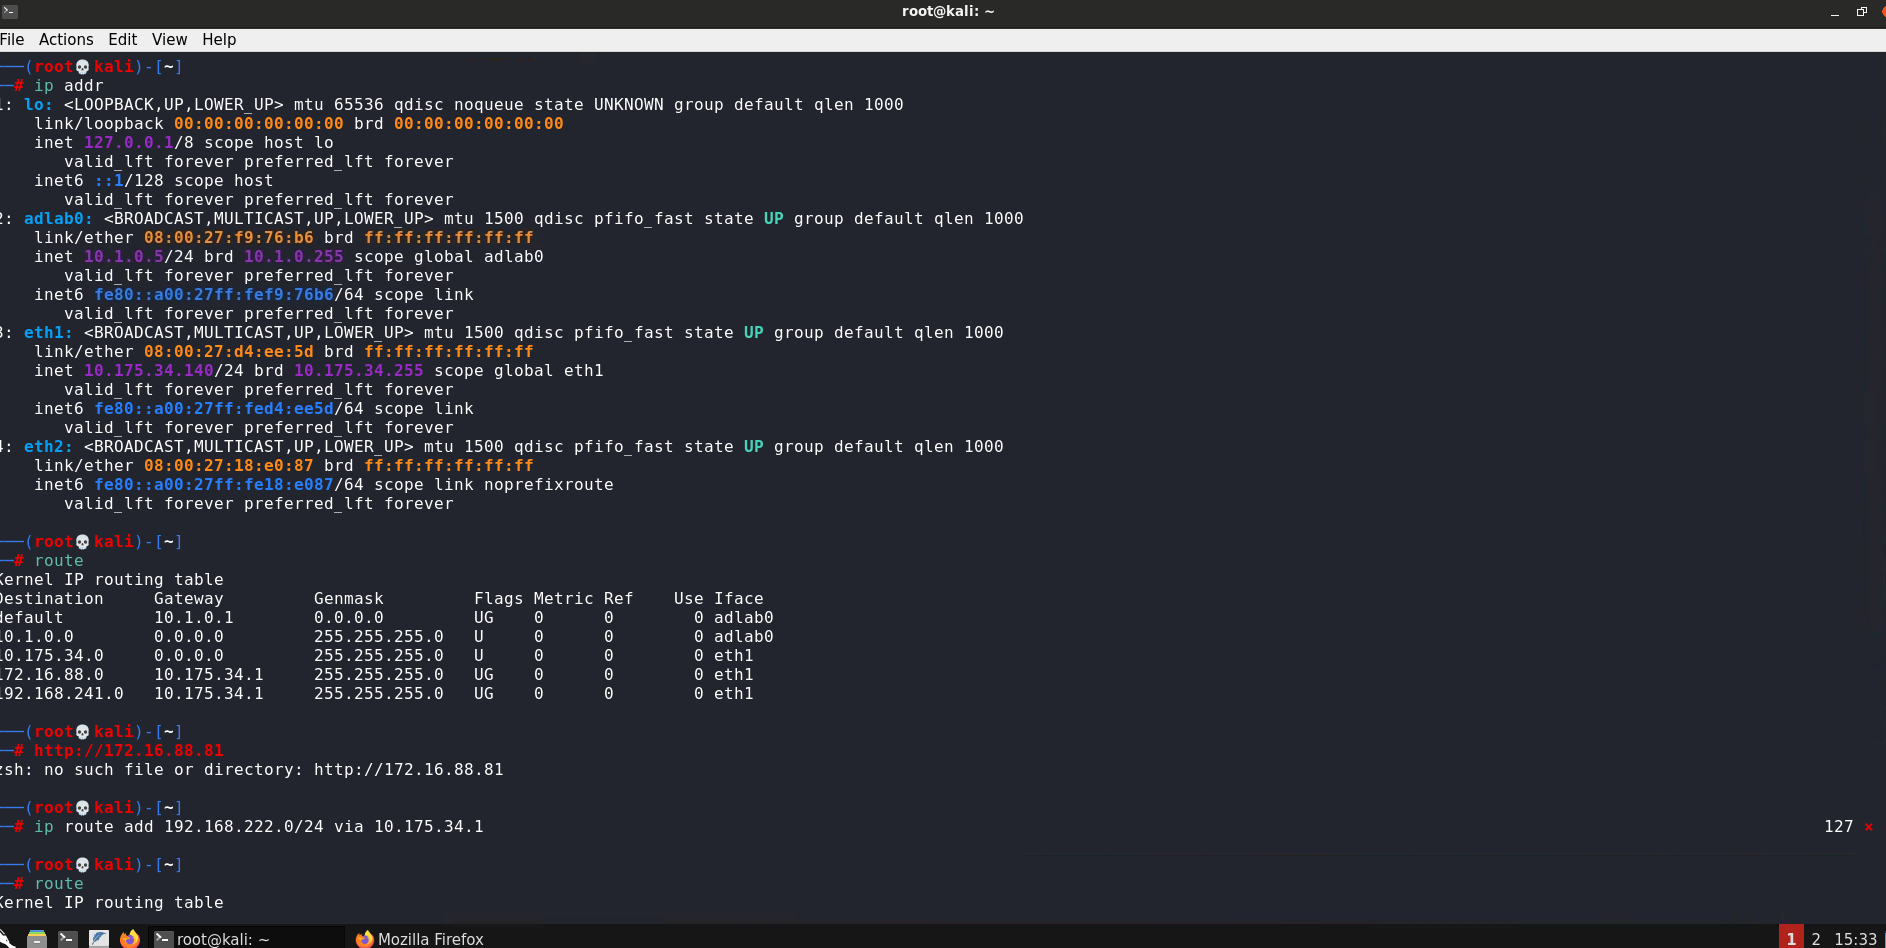 root@kali: ~
File Actions Edit View Help
(root💀kali)-[~]
# ip addr
1: lo: <LOOPBACK,UP,LOWER_UP> mtu 65536 qdisc noqueue state UNKNOWN group default qlen 1000
link/loopback 00:00:00:00:00:00 brd 00:00:00:00:00:00
inet 127.0.0.1/8 scope host lo
valid_lft forever preferred_lft forever
inet6 ::1/128 scope host
valid_lft forever preferred_lft forever
2: adlab0: <BROADCAST,MULTICAST,UP,LOWER_UP> mtu 1500 qdisc pfifo_fast state UP group default qlen 1000
link/ether 08:00:27:f9:76:b6 brd ff:ff:ff:ff:ff:ff
inet 10.1.0.5/24 brd 10.1.0.255 scope global adlab0
valid_lft forever preferred_lft forever
inet6 fe80::a00:27ff:fef9:76b6/64 scope link
valid_lft forever preferred_lft forever
3: eth1: <BROADCAST,MULTICAST,UP,LOWER_UP> mtu 1500 qdisc pfifo_fast state UP group default qlen 1000
link/ether 08:00:27:d4:ee:5d brd ff:ff:ff:ff:ff:ff
inet 10.175.34.140/24 brd 10.175.34.255 scope global eth1
valid_lft forever preferred_lft forever
inet6 fe80::a00:27ff:fed4:ee5d/64 scope link
valid_lft forever preferred_lft forever
4: eth2: <BROADCAST,MULTICAST,UP,LOWER_UP> mtu 1500 qdisc pfifo_fast state UP group default qlen 1000
link/ether 08:00:27:18:e0:87 brd ff:ff:ff:ff:ff:ff
inet6 fe80::a00:27ff:fe18:e087/64 scope link noprefixroute
valid_lft forever preferred_lft forever
(root💀kali)-[~]
# route
Kernel IP routing table
Destination Gateway Genmask Flags Metric Ref Use Iface
default 10.1.0.1 0.0.0.0 UG 0 0 0 adlab0
10.1.0.0 0.0.0.0 255.255.255.0 U 0 0 0 adlab0
10.175.34.0 0.0.0.0 255.255.255.0 U 0 0 0 eth1
172.16.88.0 10.175.34.1 255.255.255.0 UG 0 0 0 eth1
192.168.241.0 10.175.34.1 255.255.255.0 UG 0 0 0 eth1
(root💀kali)-[~]
# http://172.16.88.81
zsh: no such file or directory: http://172.16.88.81
(root💀kali)-[~]
# ip route add 192.168.222.0/24 via 10.175.34.1 127 ⨯
(root💀kali)-[~]
# route
Kernel IP routing table
root@kali: ~ Mozilla Firefox 1 2 15:33